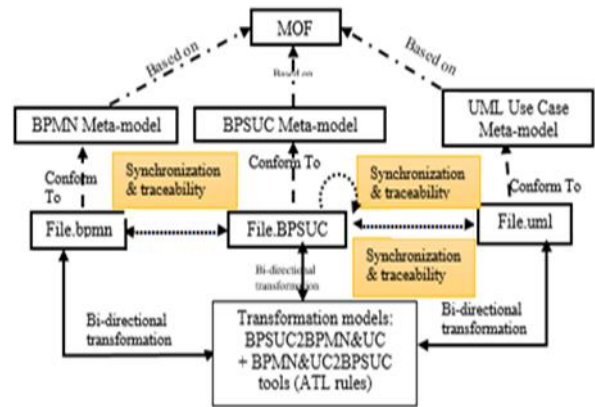 MOF
Based on
Based on
Based on
BPMN Meta-model
BPSUC Meta-model
UML Use Case
Meta-model
Conform
To
Synchronization
& traceability
Conform To
Synchronization
& traceability
Conform To
File.bpmn
File.BPSUC
File.uml
Synchronization
& traceability
Bi-directional
transformation
Bi-directional
transformation
Transformation models:
BPSUC2BPMN&UC
+ BPMN&UC2BPSUC
tools (ATL rules)
Bi-directional
transformation